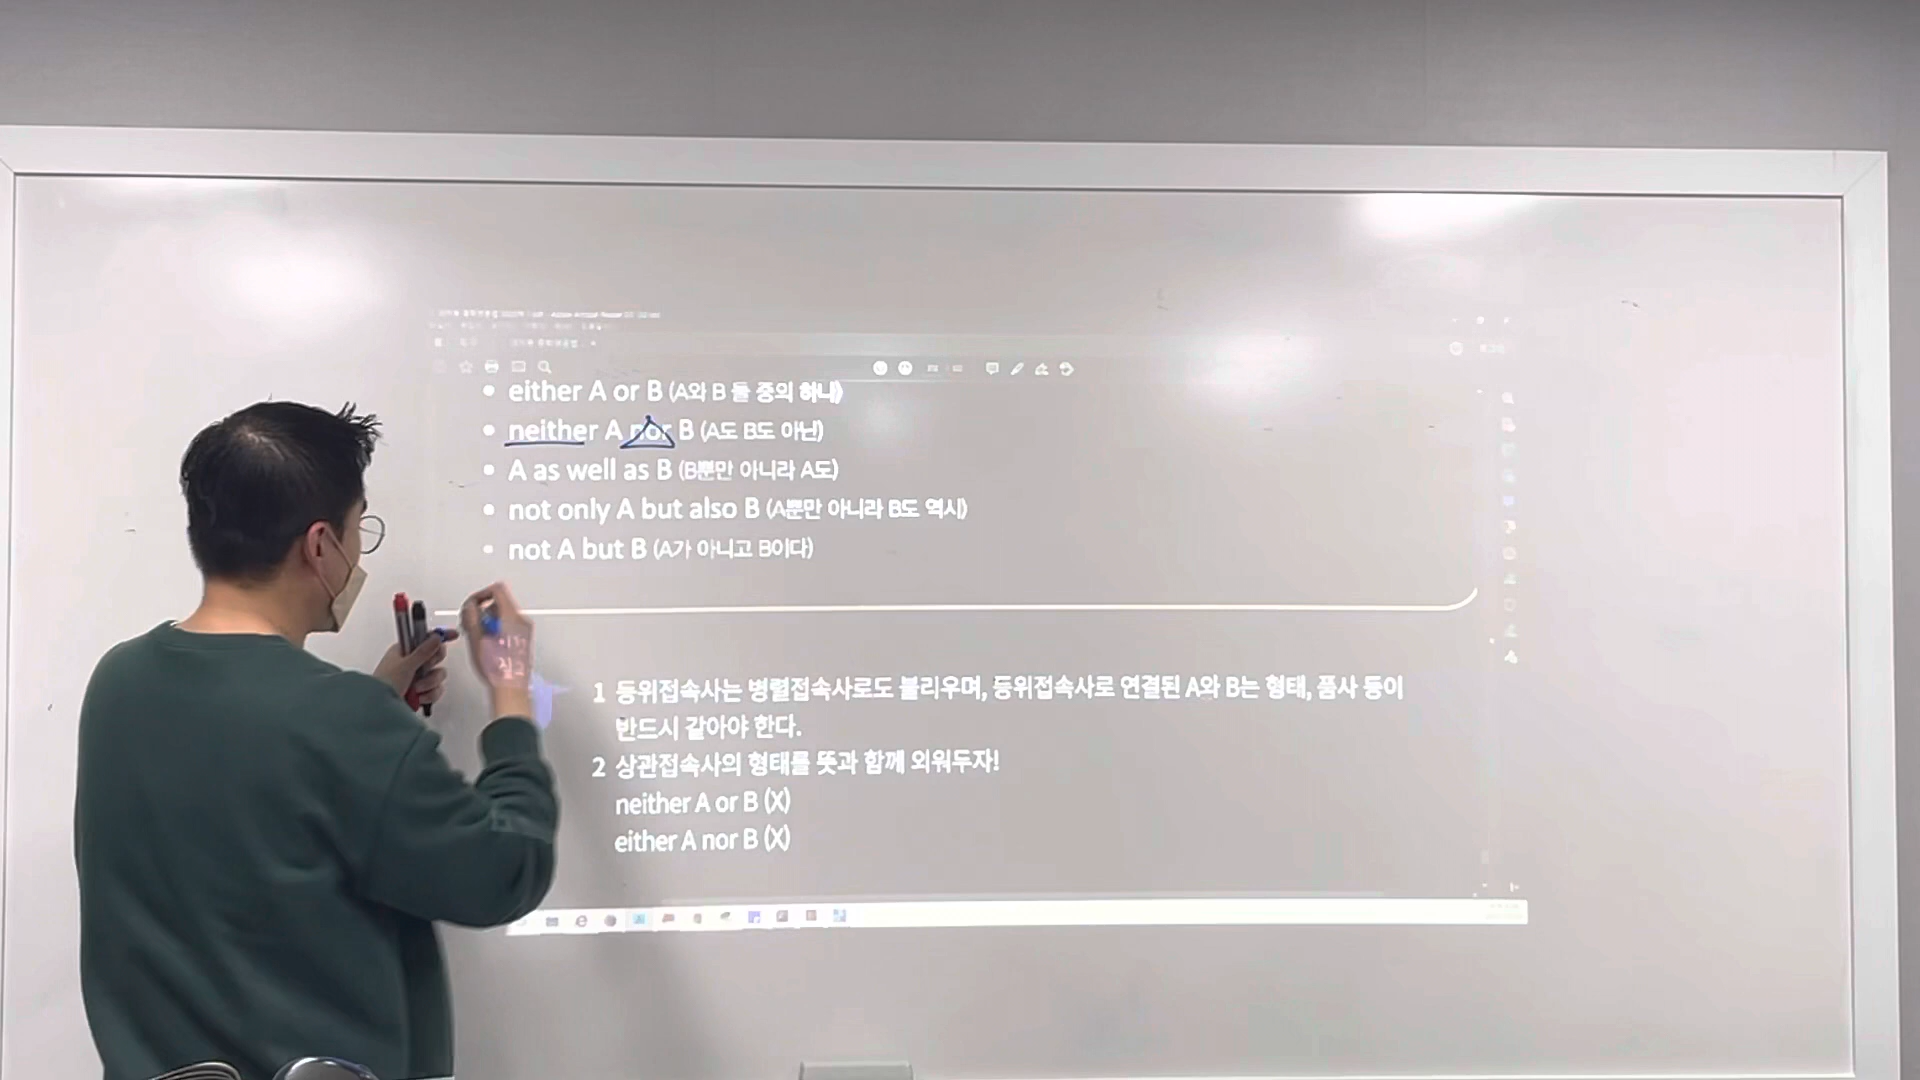 • either A or B (A와 B 둘 중의 하나)
• neither A nor B (A도 B도 아닌)
• A as well as B (B뿐만 아니라 A도)
• not only A but also B (A뿐만 아니라 B도 역시)
• not A but B (A가 아니고 B이다)
짚고
1 등위접속사는 병렬접속사로도 불리우며, 등위접속사로 연결된 A와 B는 형태, 품사 등이
반드시 같아야 한다.
2 상관접속사의 형태를 뜻과 함께 외워두자!
neither A or B (X)
either A nor B (X)